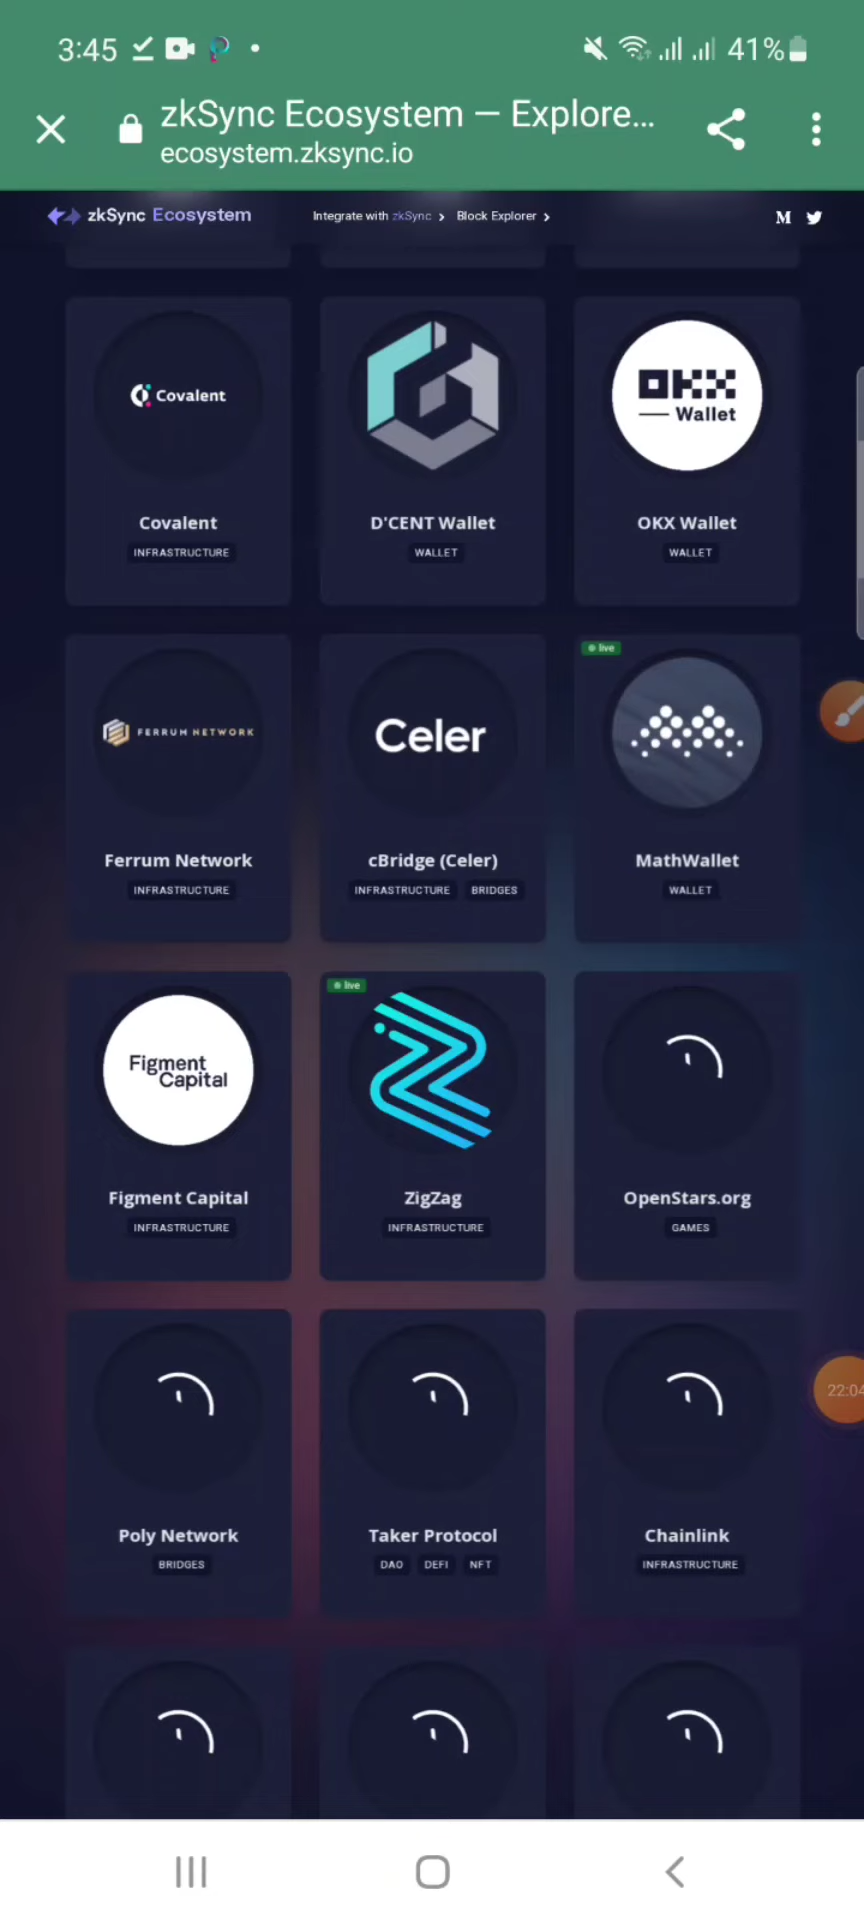 3:45 41%
zkSync Ecosystem — Explore...
ecosystem.zksync.io
zkSync Ecosystem Integrate with zkSync › Block Explorer › M
Covalent OKX
Wallet
Covalent D'CENT Wallet OKX Wallet
INFRASTRUCTURE WALLET WALLET
live
FERRUM NETWORK Celer
Ferrum Network cBridge (Celer) MathWallet
INFRASTRUCTURE INFRASTRUCTURE BRIDGES WALLET
live
Figment
Capital
Figment Capital ZigZag OpenStars.org
INFRASTRUCTURE INFRASTRUCTURE GAMES
22:04
Poly Network Taker Protocol Chainlink
BRIDGES DAO DEFI NFT INFRASTRUCTURE